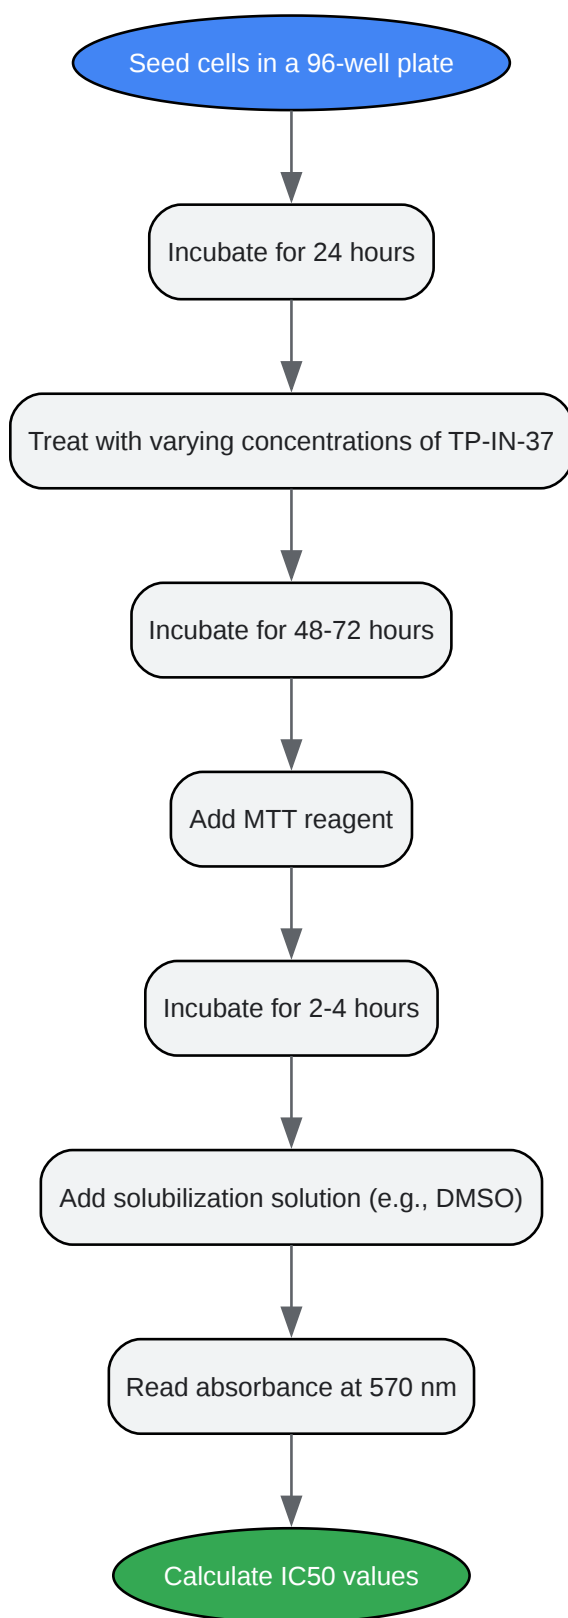 Seed cells in a 96-well plate
Incubate for 24 hours
Treat with varying concentrations of TP-IN-37
Incubate for 48-72 hours
Add MTT reagent
Incubate for 2-4 hours
Add solubilization solution (e.g., DMSO)
Read absorbance at 570 nm
Calculate IC50 values